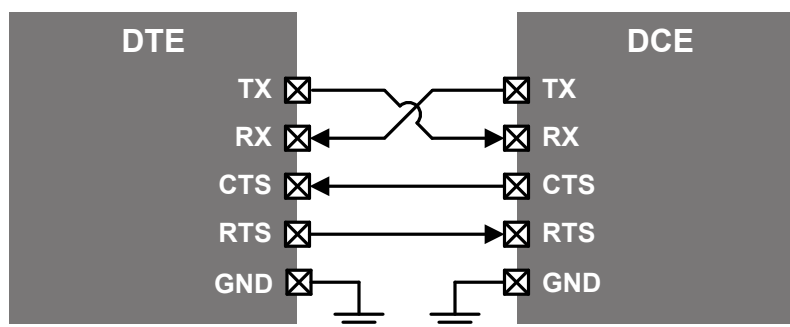 DTE DCE
TX TX
RX RX
CTS CTS
RTS RTS
GND GND